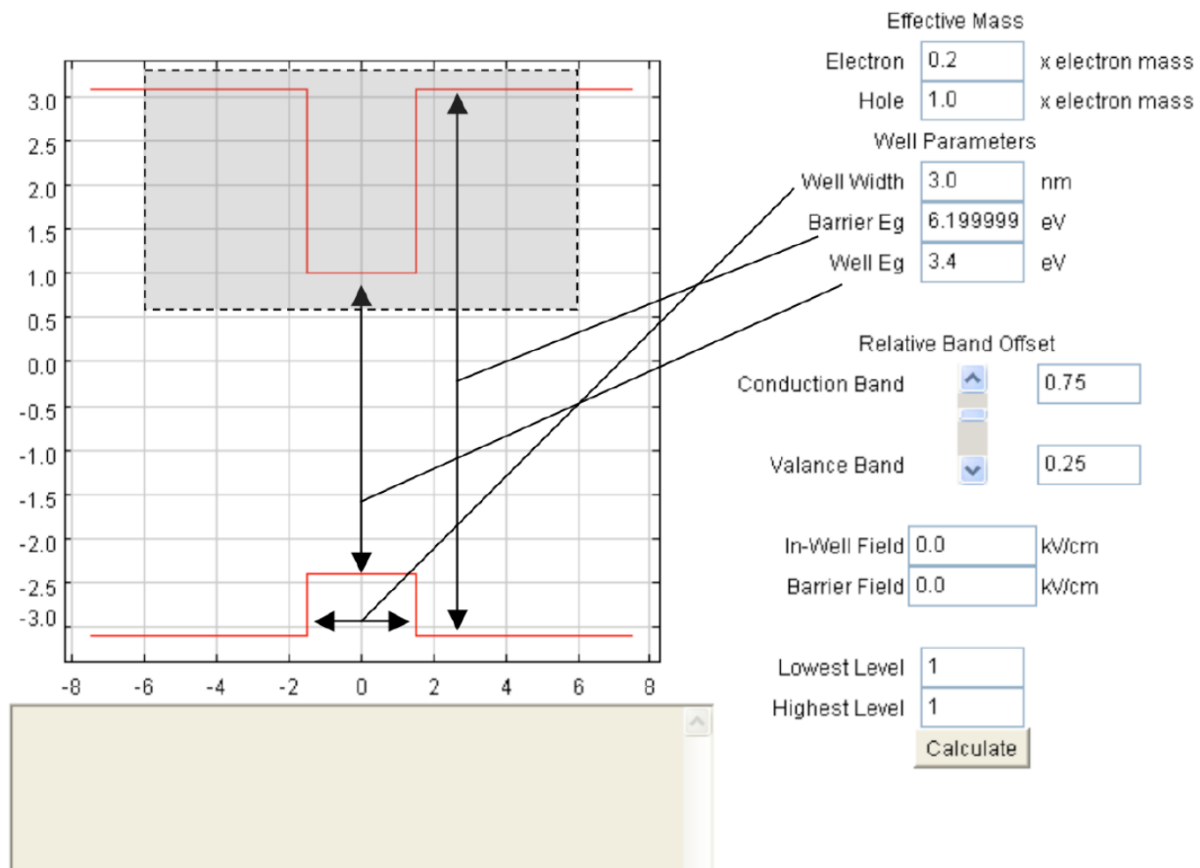 Effective Mass
Electron 0.2 x electron mass
Hole 1.0 x electron mass
Well Parameters
Well Width 3.0 nm
Barrier Eg 6.199999 eV
Well Eg 3.4 eV
Relative Band Offset
Conduction Band 0.75
Valance Band 0.25
In-Well Field 0.0 kV/cm
Barrier Field 0.0 kV/cm
Lowest Level 1
Highest Level 1
Calculate
3.0
2.5
2.0
1.5
1.0
0.5
0.0
-0.5
-1.0
-1.5
-2.0
-2.5
-3.0
-8 -6 -4 -2 0 2 4 6 8